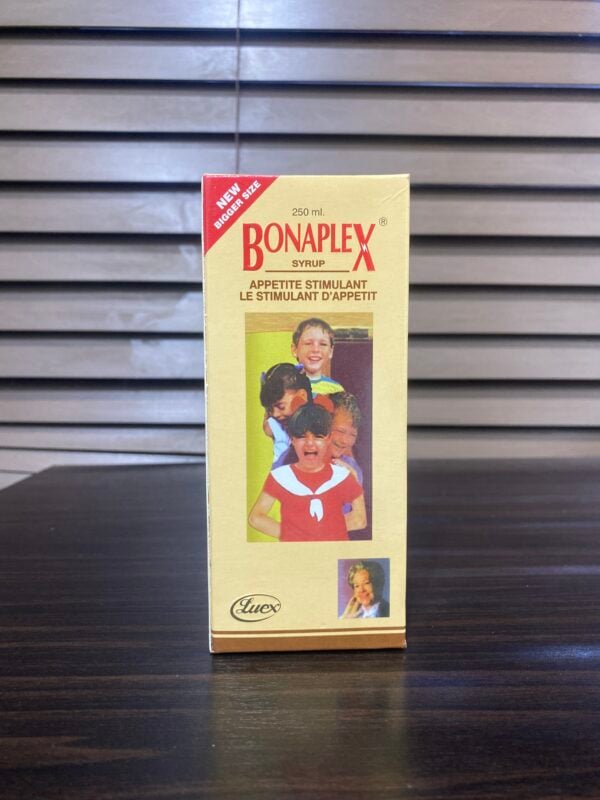 NEW
BIGGER SIZE
250 ml.
BONAPLEX®
SYRUP
APPETITE STIMULANT
LE STIMULANT D'APPETIT
Luex